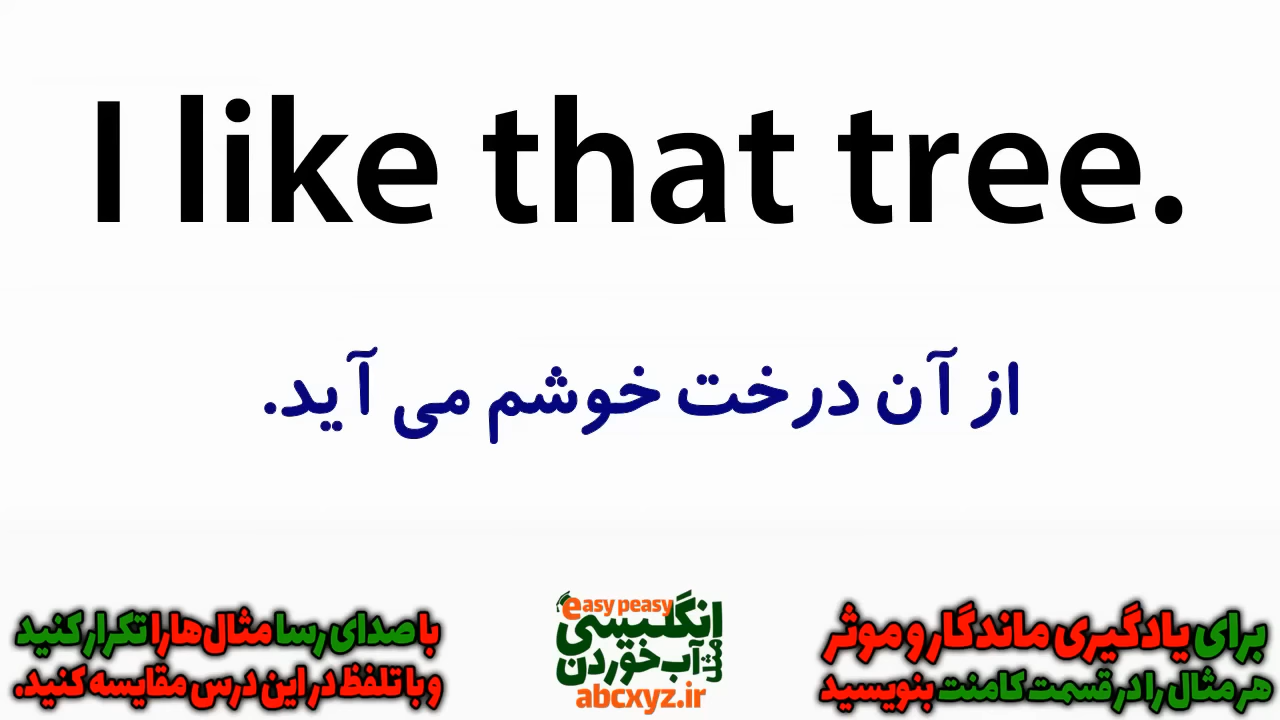 I like that tree.
از آن درخت خوشم می آید.
برای یادگیری ماندگار و موثر
هر مثال را در قسمت کامنت بنویسید
easy peasy
انگلیسی
مثل آب خوردن
abcxyz.ir
با صدای رسا مثال‌ها را تکرار کنید
و با تلفظ در این درس مقایسه کنید.